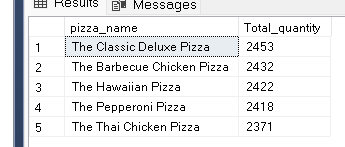 Results Messages
pizza_name Total_quantity
1 The Classic Deluxe Pizza 2453
2 The Barbecue Chicken Pizza 2432
3 The Hawaiian Pizza 2422
4 The Pepperoni Pizza 2418
5 The Thai Chicken Pizza 2371